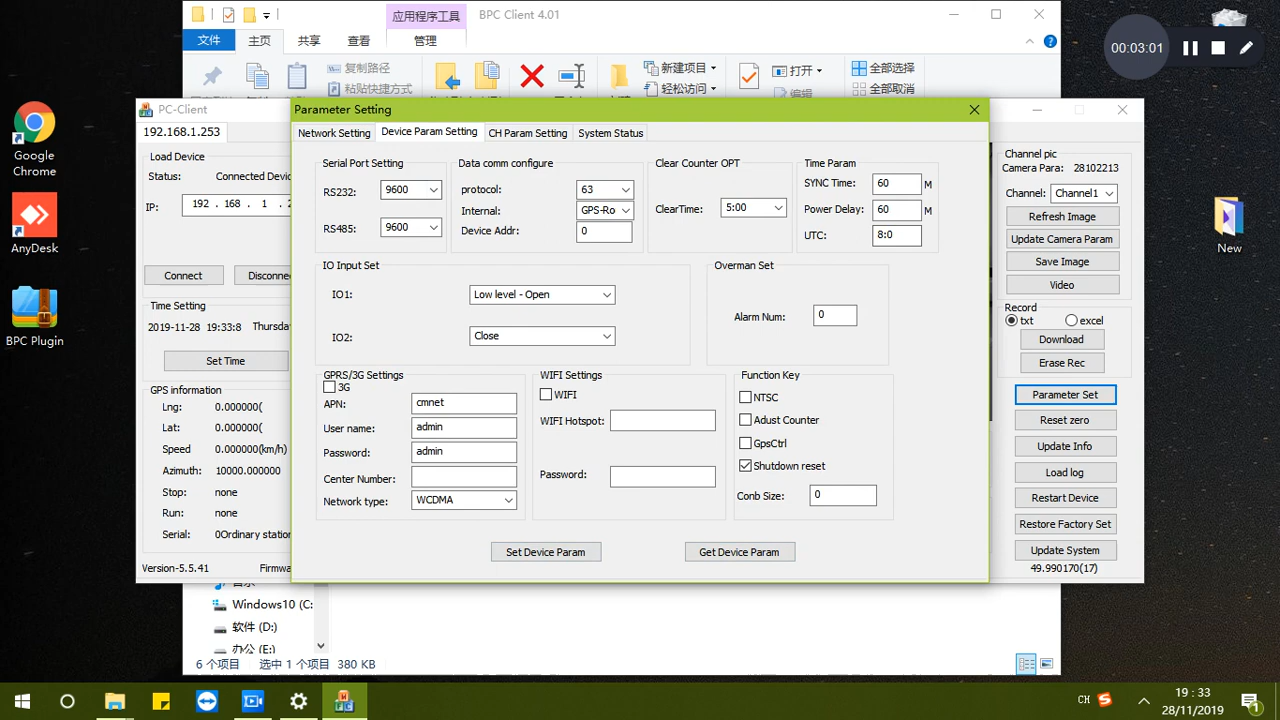 应用程序工具
BPC Client 4.01
文件
主页
共享
查看
管理
复制路径
粘贴快捷方式
新建项目
轻松访问
打开
编辑
全部选择
全部取消
00:03:01
Google Chrome
AnyDesk
BPC Plugin
New
PC-Client
192.168.1.253
Load Device
Status: Connected Devic
IP: 192 . 168 . 1 . 2
Connect
Disconne
Time Setting
2019-11-28 19:33:8 Thursda
Set Time
GPS information
Lng: 0.000000(
Lat: 0.000000(
Speed 0.000000(km/h)
Azimuth: 10000.000000
Stop: none
Run: none
Serial: 0Ordinary station
Version-5.5.41
Firmwa
Parameter Setting
Network Setting
Device Param Setting
CH Param Setting
System Status
Serial Port Setting
RS232: 9600
RS485: 9600
Data comm configure
protocol: 63
Internal: GPS-Ro
Device Addr: 0
Clear Counter OPT
ClearTime: 5:00
Time Param
SYNC Time: 60 M
Power Delay: 60 M
UTC: 8:0
IO Input Set
IO1: Low level - Open
IO2: Close
Overman Set
Alarm Num: 0
GPRS/3G Settings
3G
APN: cmnet
User name: admin
Password: admin
Center Number:
Network type: WCDMA
WIFI Settings
WIFI
WIFI Hotspot:
Password:
Function Key
NTSC
Adust Counter
GpsCtrl
Shutdown reset
Conb Size: 0
Set Device Param
Get Device Param
Channel pic
Camera Para: 28102213
Channel: Channel1
Refresh Image
Update Camera Param
Save Image
Video
Record
txt
excel
Download
Erase Rec
Parameter Set
Reset zero
Update Info
Load log
Restart Device
Restore Factory Set
Update System
49.990170(17)
Windows10 (C:
软件 (D:)
办公 (E:)
6 个项目
选中 1 个项目 380 KB
CH
19 : 33
28/11/2019
1